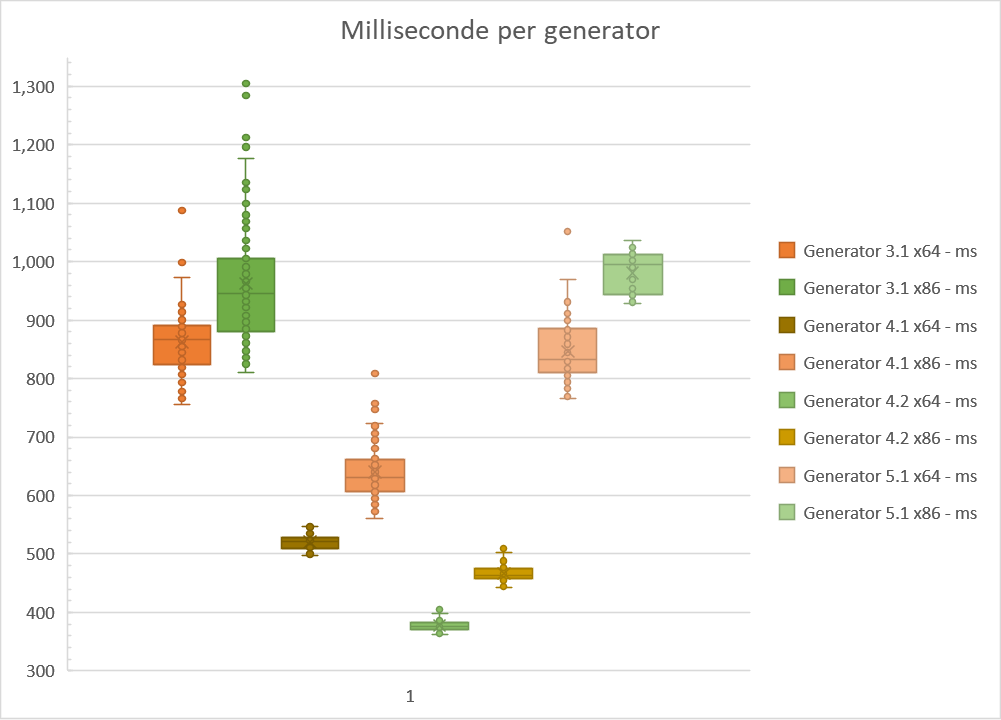 Milliseconde per generator
1,300
1,200
1,100
1,000
900
800
700
600
500
400
300
1
Generator 3.1 x64 - ms
Generator 3.1 x86 - ms
Generator 4.1 x64 - ms
Generator 4.1 x86 - ms
Generator 4.2 x64 - ms
Generator 4.2 x86 - ms
Generator 5.1 x64 - ms
Generator 5.1 x86 - ms